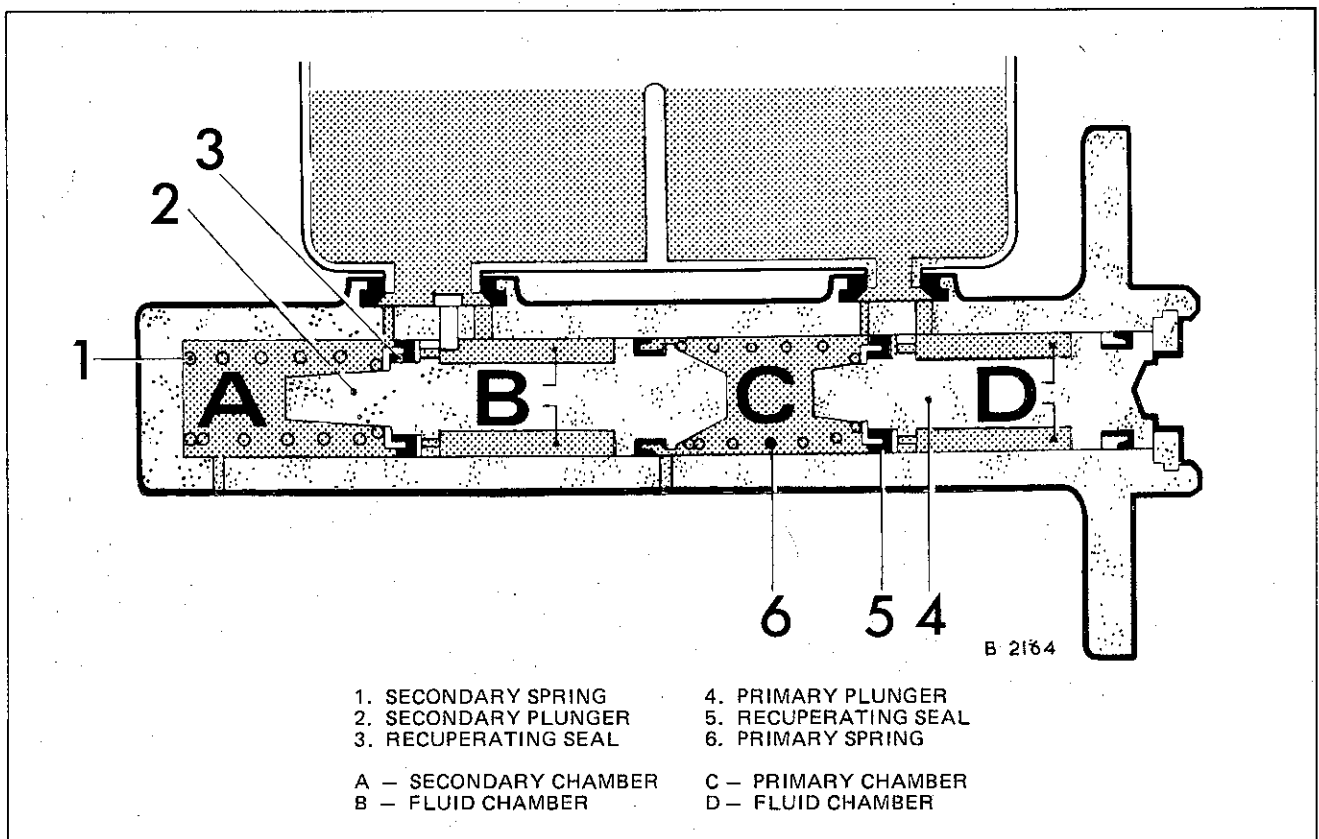 3
2
1
A
B
C
D
6
5
4
B 2164
1. SECONDARY SPRING
2. SECONDARY PLUNGER
3. RECUPERATING SEAL
4. PRIMARY PLUNGER
5. RECUPERATING SEAL
6. PRIMARY SPRING
A – SECONDARY CHAMBER
B – FLUID CHAMBER
C – PRIMARY CHAMBER
D – FLUID CHAMBER